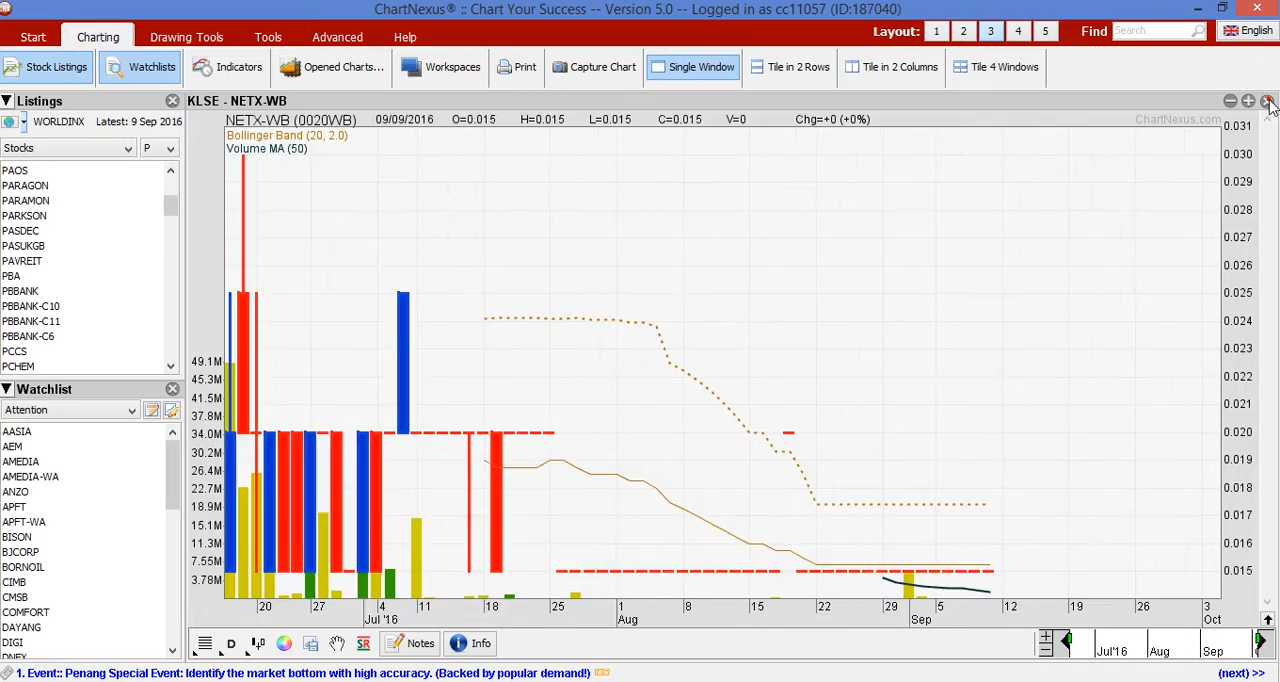 ChartNexus® :: Chart Your Success -- Version 5.0 -- Logged in as cc11057 (ID:187040)
Start Charting Drawing Tools Tools Advanced Help Layout: 1 2 3 4 5 Find Search English
Stock Listings Watchlists Indicators Opened Charts... Workspaces Print Capture Chart Single Window Tile in 2 Rows Tile in 2 Columns Tile 4 Windows
Listings
WORLDINX Latest: 9 Sep 2016
Stocks P
PAOS
PARAGON
PARAMON
PARKSON
PASDEC
PASUKGB
PAVREIT
PBA
PBBANK
PBBANK-C10
PBBANK-C11
PBBANK-C6
PCCS
PCHEM
Watchlist
Attention
AASIA
AEM
AMEDIA
AMEDIA-WA
ANZO
APFT
APFT-WA
BISON
BJCORP
BORNOIL
CIMB
CMSB
COMFORT
DAYANG
DIGI
KLSE - NETX-WB
NETX-WB (0020WB) 09/09/2016 O=0.015 H=0.015 L=0.015 C=0.015 V=0 Chg=+0 (+0%) ChartNexus.com
Bollinger Band (20, 2.0)
Volume MA (50)
0.031
0.030
0.029
0.028
0.027
0.026
0.025
0.024
0.023
0.022
0.021
0.020
0.019
0.018
0.017
0.016
0.015
49.1M
45.3M
41.5M
37.8M
34.0M
30.2M
26.4M
22.7M
18.9M
15.1M
11.3M
7.55M
3.78M
20 27 4 11 18 25 1 8 15 22 29 5 12 19 26 3
Jul '16 Aug Sep Oct
D SR Notes Info Jul'16 Aug Sep
1. Event:: Penang Special Event: Identify the market bottom with high accuracy. (Backed by popular demand!) (next) >>